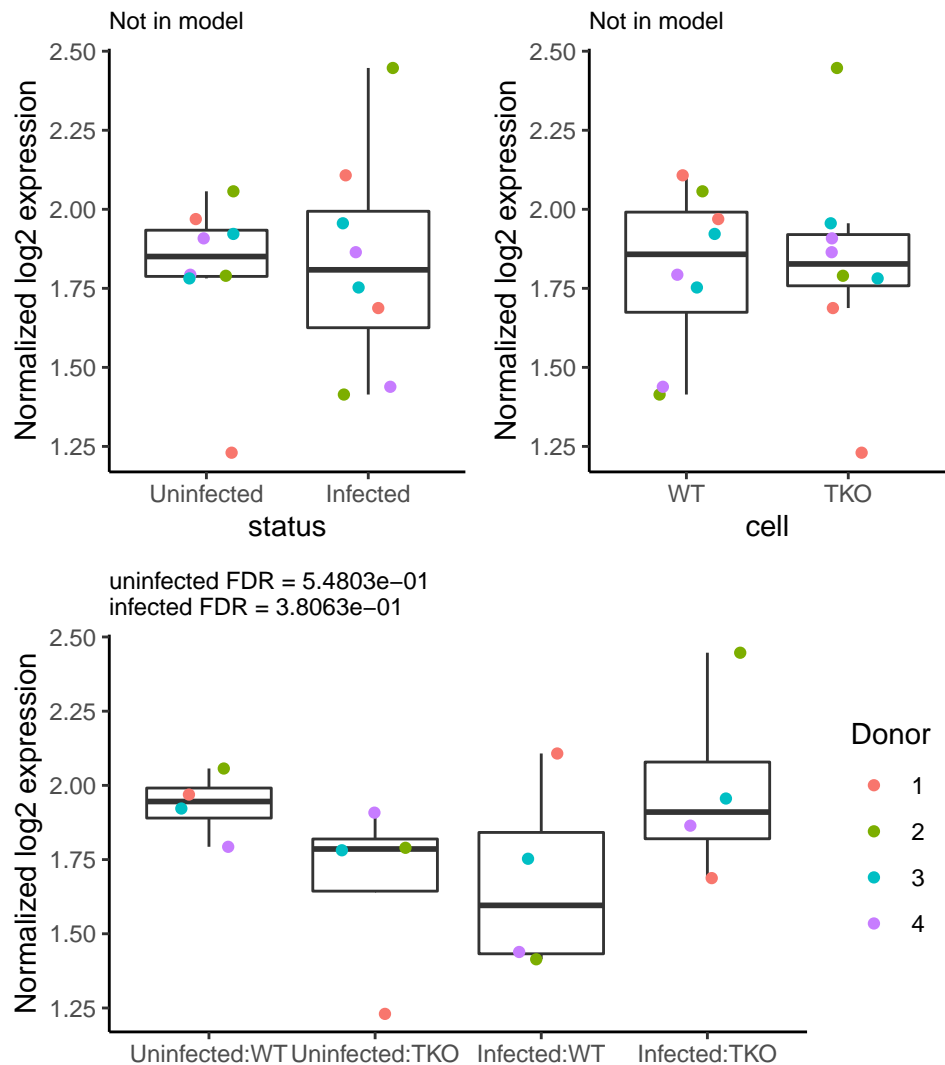 Not in model
2.50
2.25
2.00
1.75
1.50
1.25
Normalized log2 expression
Uninfected Infected
status
Not in model
2.50
2.25
2.00
1.75
1.50
1.25
Normalized log2 expression
WT TKO
cell
uninfected FDR = 5.4803e−01
infected FDR = 3.8063e−01
2.50
2.25
2.00
1.75
1.50
1.25
Normalized log2 expression
Uninfected:WT Uninfected:TKO Infected:WT Infected:TKO
Donor
1
2
3
4